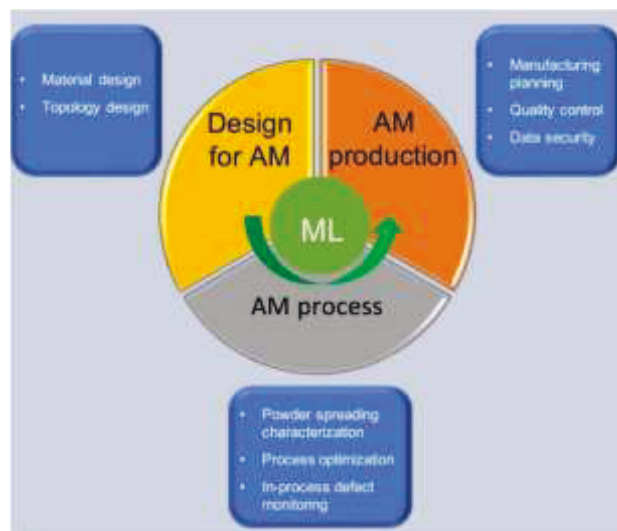 • Material design
• Topology design
• Manufacturing
planning
• Quality control
• Data security
Design
for AM
AM
production
ML
AM process
• Powder spreading
characterization
• Process optimization
• In-process defect
monitoring